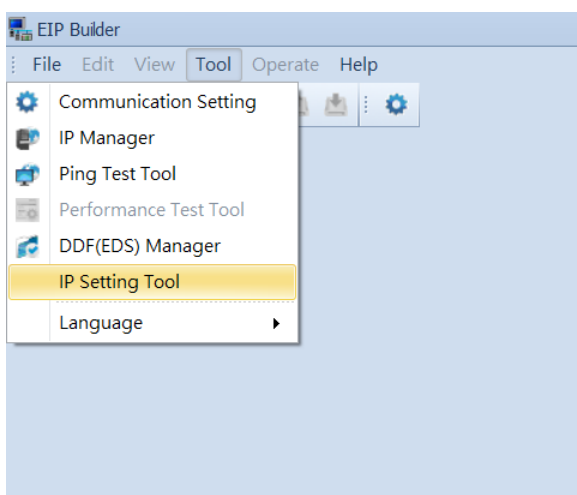 EIP Builder
File Edit View Tool Operate Help
Communication Setting
IP Manager
Ping Test Tool
Performance Test Tool
DDF(EDS) Manager
IP Setting Tool
Language